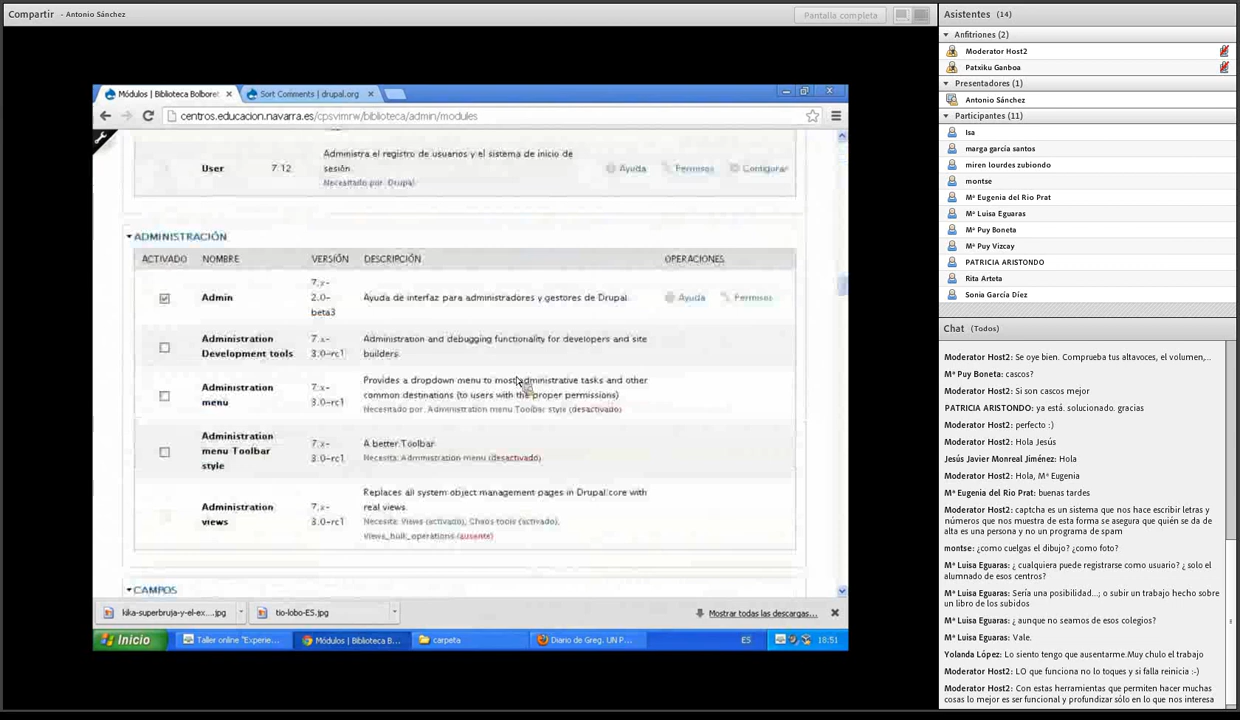 Compartir - Antonio Sánchez
Pantalla completa
Módulos | Biblioteca Bolboret
Sort Comments | drupal.org
centros.educacion.navarra.es/cpsvimrw/biblioteca/admin/modules
Administra el registro de usuarios y el sistema de inicio de
User 7.12 sesión. Ayuda Permisos Configurar
Necesitado por: Drupal
ADMINISTRACIÓN
ACTIVADO NOMBRE VERSIÓN DESCRIPCIÓN OPERACIONES
7.x-
Admin 2.0- Ayuda de interfaz para administradores y gestores de Drupal. Ayuda Permisos
beta3
Administration 7.x- Administration and debugging functionality for developers and site
Development tools 3.0-rc1 builders.
Provides a dropdown menu to most administrative tasks and other
Administration 7.x- common destinations (to users with the proper permissions)
menu 3.0-rc1 Necesitado por: Administration menu Toolbar style (desactivado)
Administration
menu Toolbar 7.x- A better Toolbar.
style 3.0-rc1 Necesita: Administration menu (desactivado)
Replaces all system object management pages in Drupal core with
Administration 7.x- real views.
views 3.0-rc1 Necesita: Views (activado), Chaos tools (activado),
Views_bulk_operations (ausente)
CAMPOS
kika-superbruja-y-el-ex....jpg
tio-lobo-ES.jpg
Mostrar todas las descargas...
Inicio
Taller online "Experie...
Módulos | Biblioteca B...
carpeta
Diario de Greg. UN P...
ES
18:51
Asistentes (14)
Anfitriones (2)
Moderator Host2
Patxiku Ganboa
Presentadores (1)
Antonio Sánchez
Participantes (11)
Isa
marga garcía santos
miren lourdes zubiondo
montse
Mª Eugenia del Rio Prat
Mª Luisa Eguaras
Mª Puy Boneta
Mª Puy Vizcay
PATRICIA ARISTONDO
Rita Arteta
Sonia García Díez
Chat (Todos)
Moderator Host2: Se oye bien. Comprueba tus altavoces, el volumen,...
Mª Puy Boneta: cascos?
Moderator Host2: Si son cascos mejor
PATRICIA ARISTONDO: ya está. solucionado. gracias
Moderator Host2: perfecto :)
Moderator Host2: Hola Jesús
Jesús Javier Monreal Jiménez: Hola
Moderator Host2: Hola, Mª Eugenia
Mª Eugenia del Rio Prat: buenas tardes
Moderator Host2: captcha es un sistema que nos hace escribir letras y
números que nos muestra de esta forma se asegura que quién se da de
alta es una persona y no un programa de spam
montse: ¿como cuelgas el dibujo? ¿como foto?
Mª Luisa Eguaras: ¿ cualquiera puede registrarse como usuario? ¿ solo el
alumnado de esos centros?
Mª Luisa Eguaras: Sería una posibilidad...; o subir un trabajo hecho sobre
un libro de los subidos
Mª Luisa Eguaras: ¿ aunque no seamos de esos colegios?
Mª Luisa Eguaras: Vale.
Yolanda López: Lo siento tengo que ausentarme.Muy chulo el trabajo
Moderator Host2: LO que funciona no lo toques y si falla reinicia :-)
Moderator Host2: Con estas herramientas que permiten hacer muchas
cosas lo mejor es ser funcional y profundizar sólo en lo que nos interesa